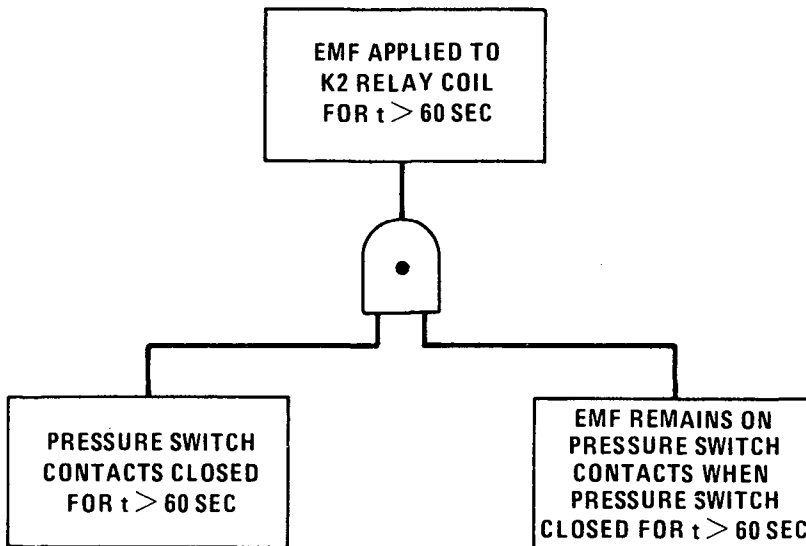 EMF APPLIED TO
K2 RELAY COIL
FOR t > 60 SEC
PRESSURE SWITCH
CONTACTS CLOSED
FOR t > 60 SEC
EMF REMAINS ON
PRESSURE SWITCH
CONTACTS WHEN
PRESSURE SWITCH
CLOSED FOR t > 60 SEC